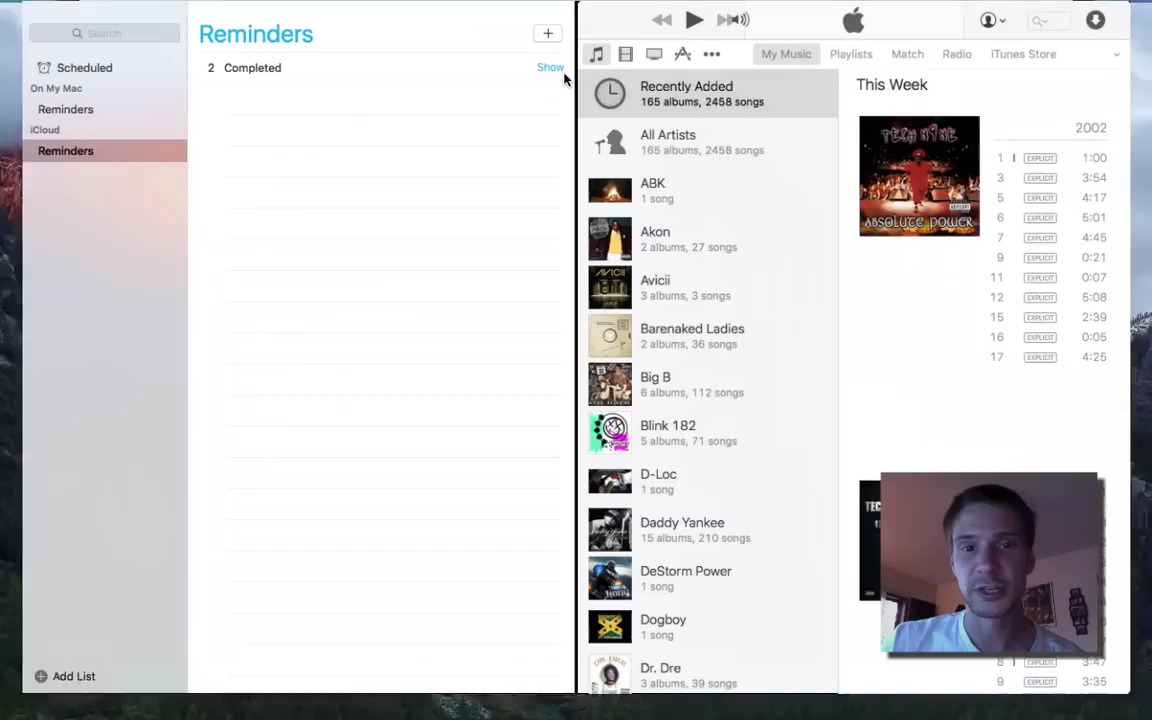 Search
Scheduled
On My Mac
Reminders
iCloud
Reminders
Add List
Reminders
2 Completed
Show
My Music
Playlists
Match
Radio
iTunes Store
Recently Added
165 albums, 2458 songs
All Artists
165 albums, 2458 songs
ABK
1 song
Akon
2 albums, 27 songs
Avicii
3 albums, 3 songs
Barenaked Ladies
2 albums, 36 songs
Big B
6 albums, 112 songs
Blink 182
5 albums, 71 songs
D-Loc
1 song
Daddy Yankee
15 albums, 210 songs
DeStorm Power
1 song
Dogboy
1 song
Dr. Dre
3 albums, 39 songs
This Week
TECH N9NE
ABSOLUTE POWER
2002
1 EXPLICIT 1:00
3 EXPLICIT 3:54
5 EXPLICIT 4:17
6 EXPLICIT 5:01
7 EXPLICIT 4:45
9 EXPLICIT 0:21
11 EXPLICIT 0:07
12 EXPLICIT 5:08
15 EXPLICIT 2:39
16 EXPLICIT 0:05
17 EXPLICIT 4:25
8 EXPLICIT 3:47
9 EXPLICIT 3:35